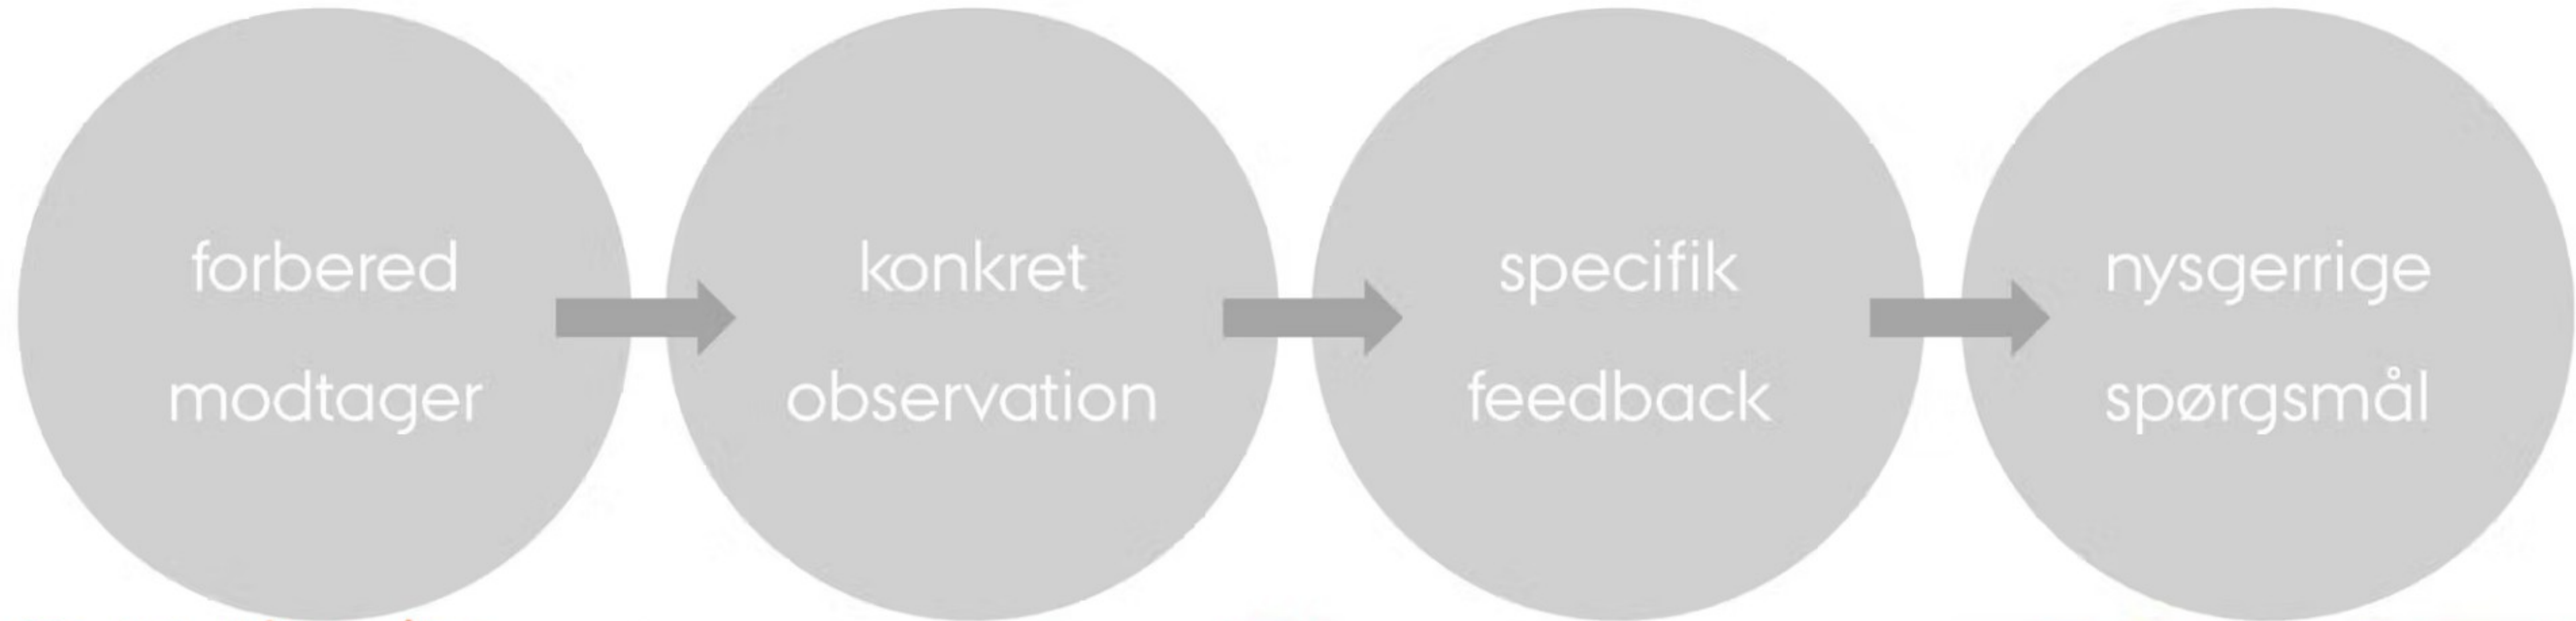 forbered
modtager
konkret
observation
specifik
feedback
nysgerrige
spørgsmål